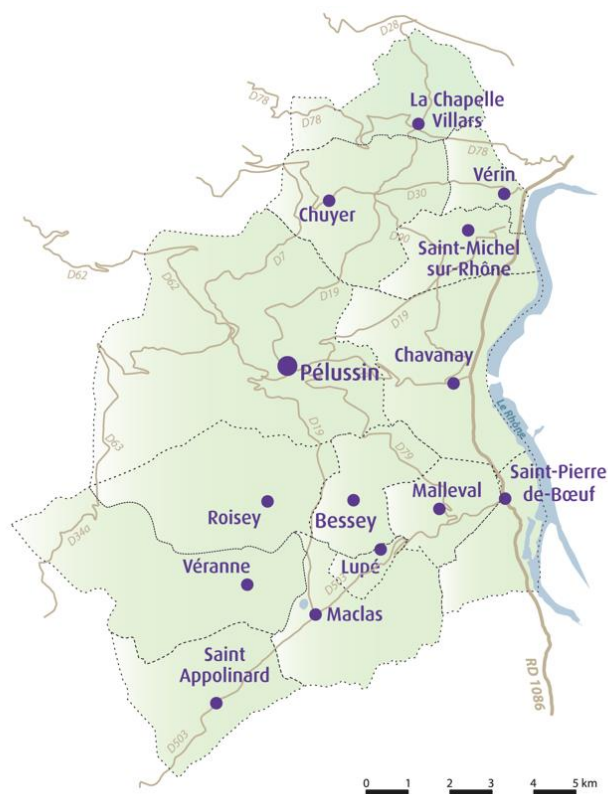 D28
La Chapelle
Villars
D78
D78
D78
Vérin
D30
Chuyer
Saint-Michel
sur-Rhône
D90
D7
D62
D62
D19
D19
Chavanay
Pélussin
Le Rhône
D19
D63
D79
Saint-Pierre
de-Bœuf
Malleval
Roisey
Bessey
D34a
Lupé
Véranne
D503
Maclas
Saint
Appolinard
RD 1086
D503
0 1 2 3 4 5 km